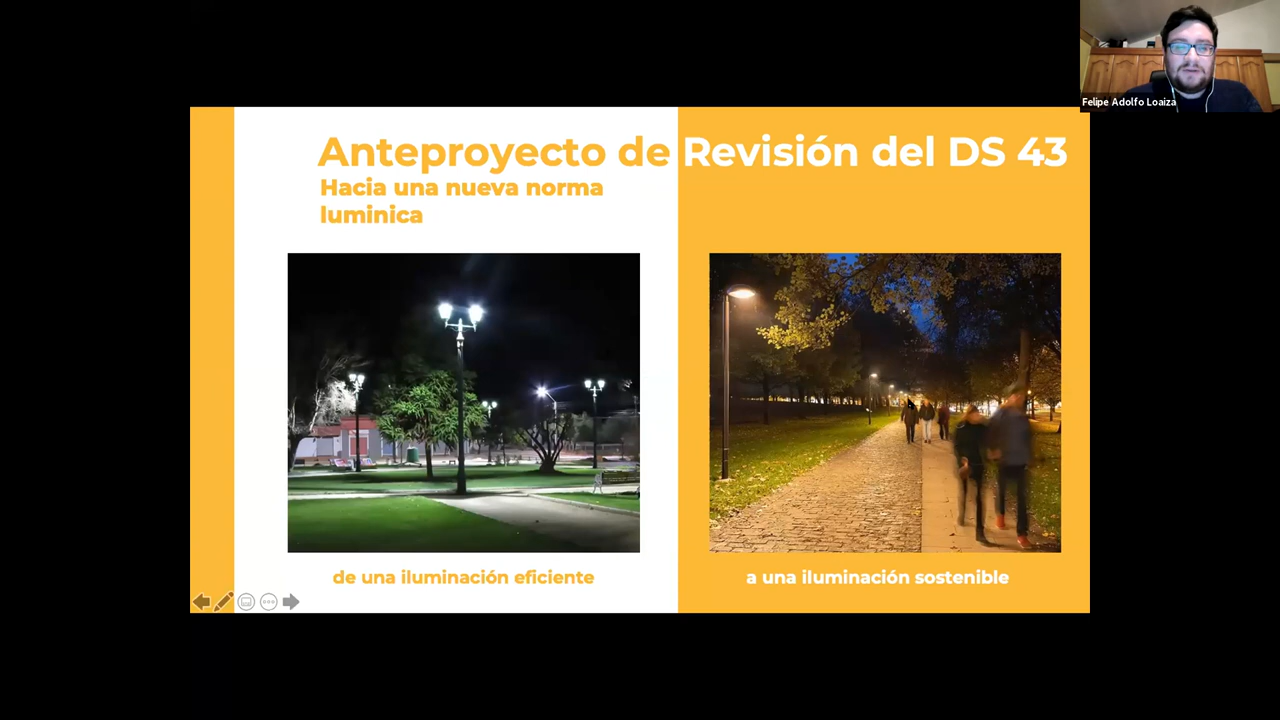 Felipe Adolfo Loaiza
Anteproyecto de Revisión del DS 43
Hacia una nueva norma
luminica
de una iluminación eficiente
a una iluminación sostenible